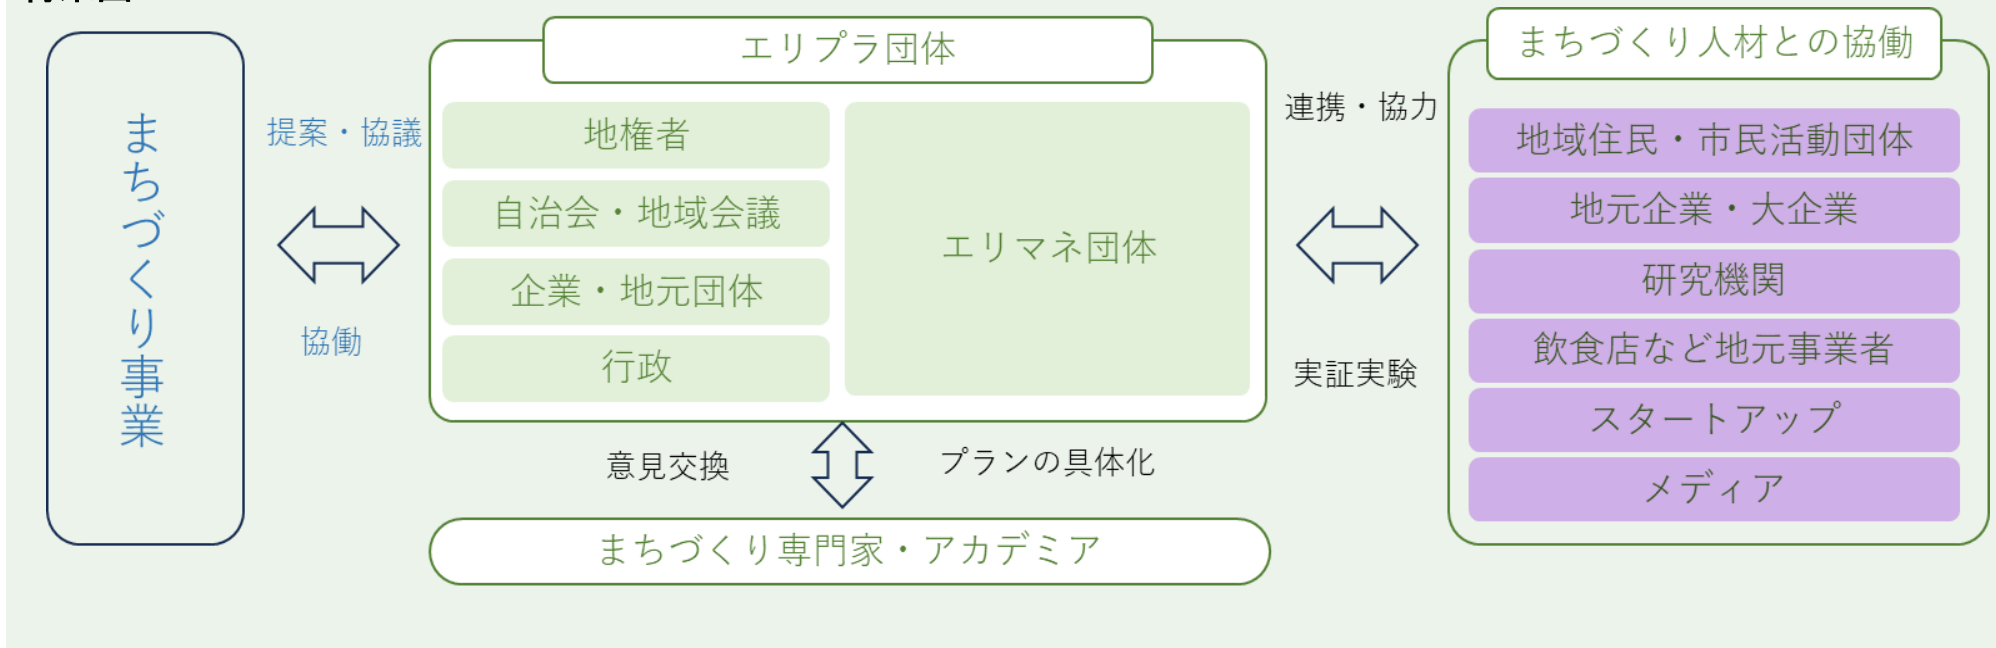 まちづくり事業
提案・協議
協働
エリプラ団体
地権者
自治会・地域会議
企業・地元団体
行政
エリマネ団体
連携・協力
実証実験
まちづくり人材との協働
地域住民・市民活動団体
地元企業・大企業
研究機関
飲食店など地元事業者
スタートアップ
メディア
意見交換
プランの具体化
まちづくり専門家・アカデミア